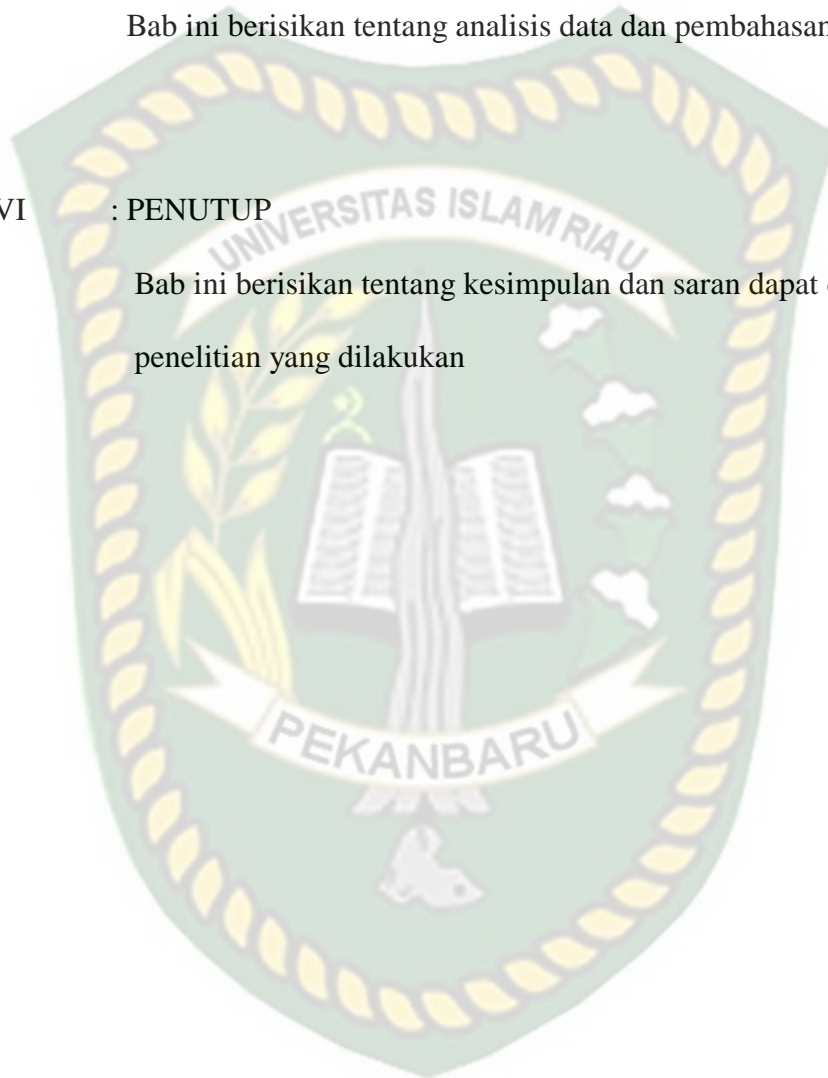 Bab ini berisikan tentang analisis data dan pembahasan
VI : PENUTUP
UNIVERSITAS ISLAM RIAU
Bab ini berisikan tentang kesimpulan dan saran dapat
penelitian yang dilakukan
PEKANBARU